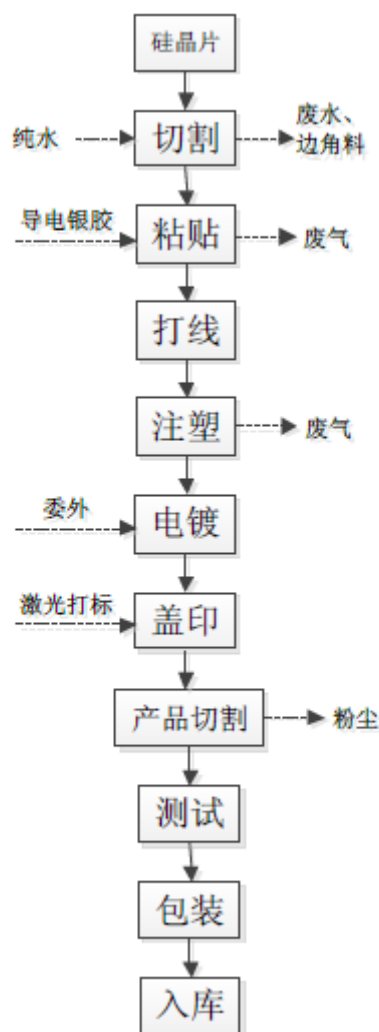 硅晶片
废水、
纯水
切割
边角料
导电银胶
粘贴
废气
打线
注塑
废气
委外
电镀
激光打标
盖印
产品切割
粉尘
测试
包装
入库